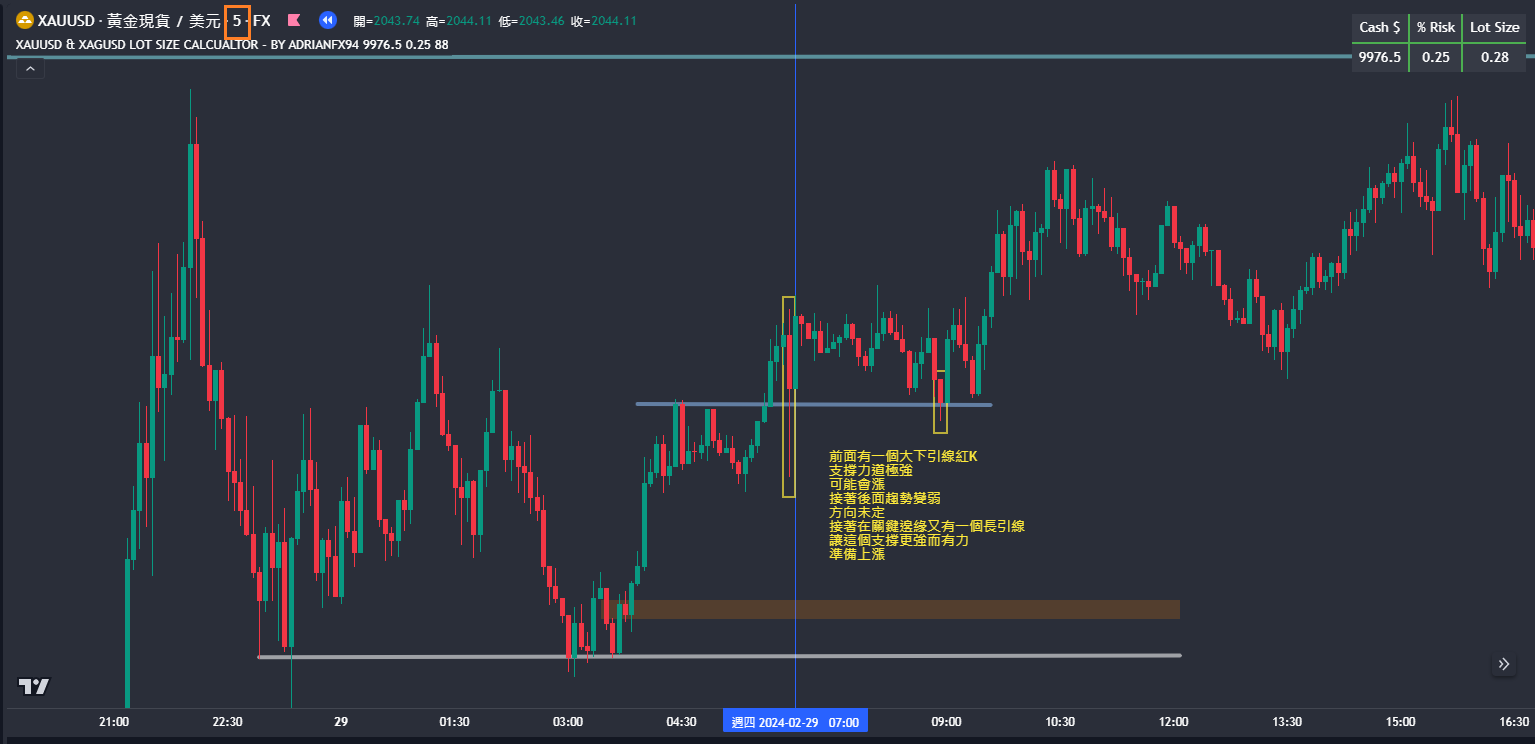 XAUUSD · 黃金現貨 / 美元 · 5 · FX 開=2043.74 高=2044.11 低=2043.46 收=2044.11
XAUUSD & XAGUSD LOT SIZE CALCUALTOR - BY ADRIANFX94 9976.5 0.25 88
Cash $ % Risk Lot Size
9976.5 0.25 0.28
前面有一個大下引線紅K
支撐力道極強
可能會漲
接著後面趨勢變弱
方向未定
接著在關鍵邊緣又有一個長引線
讓這個支撐更強而有力
準備上漲
21:00 22:30 29 01:30 03:00 04:30 週四 2024-02-29 07:00 09:00 10:30 12:00 13:30 15:00 16:30